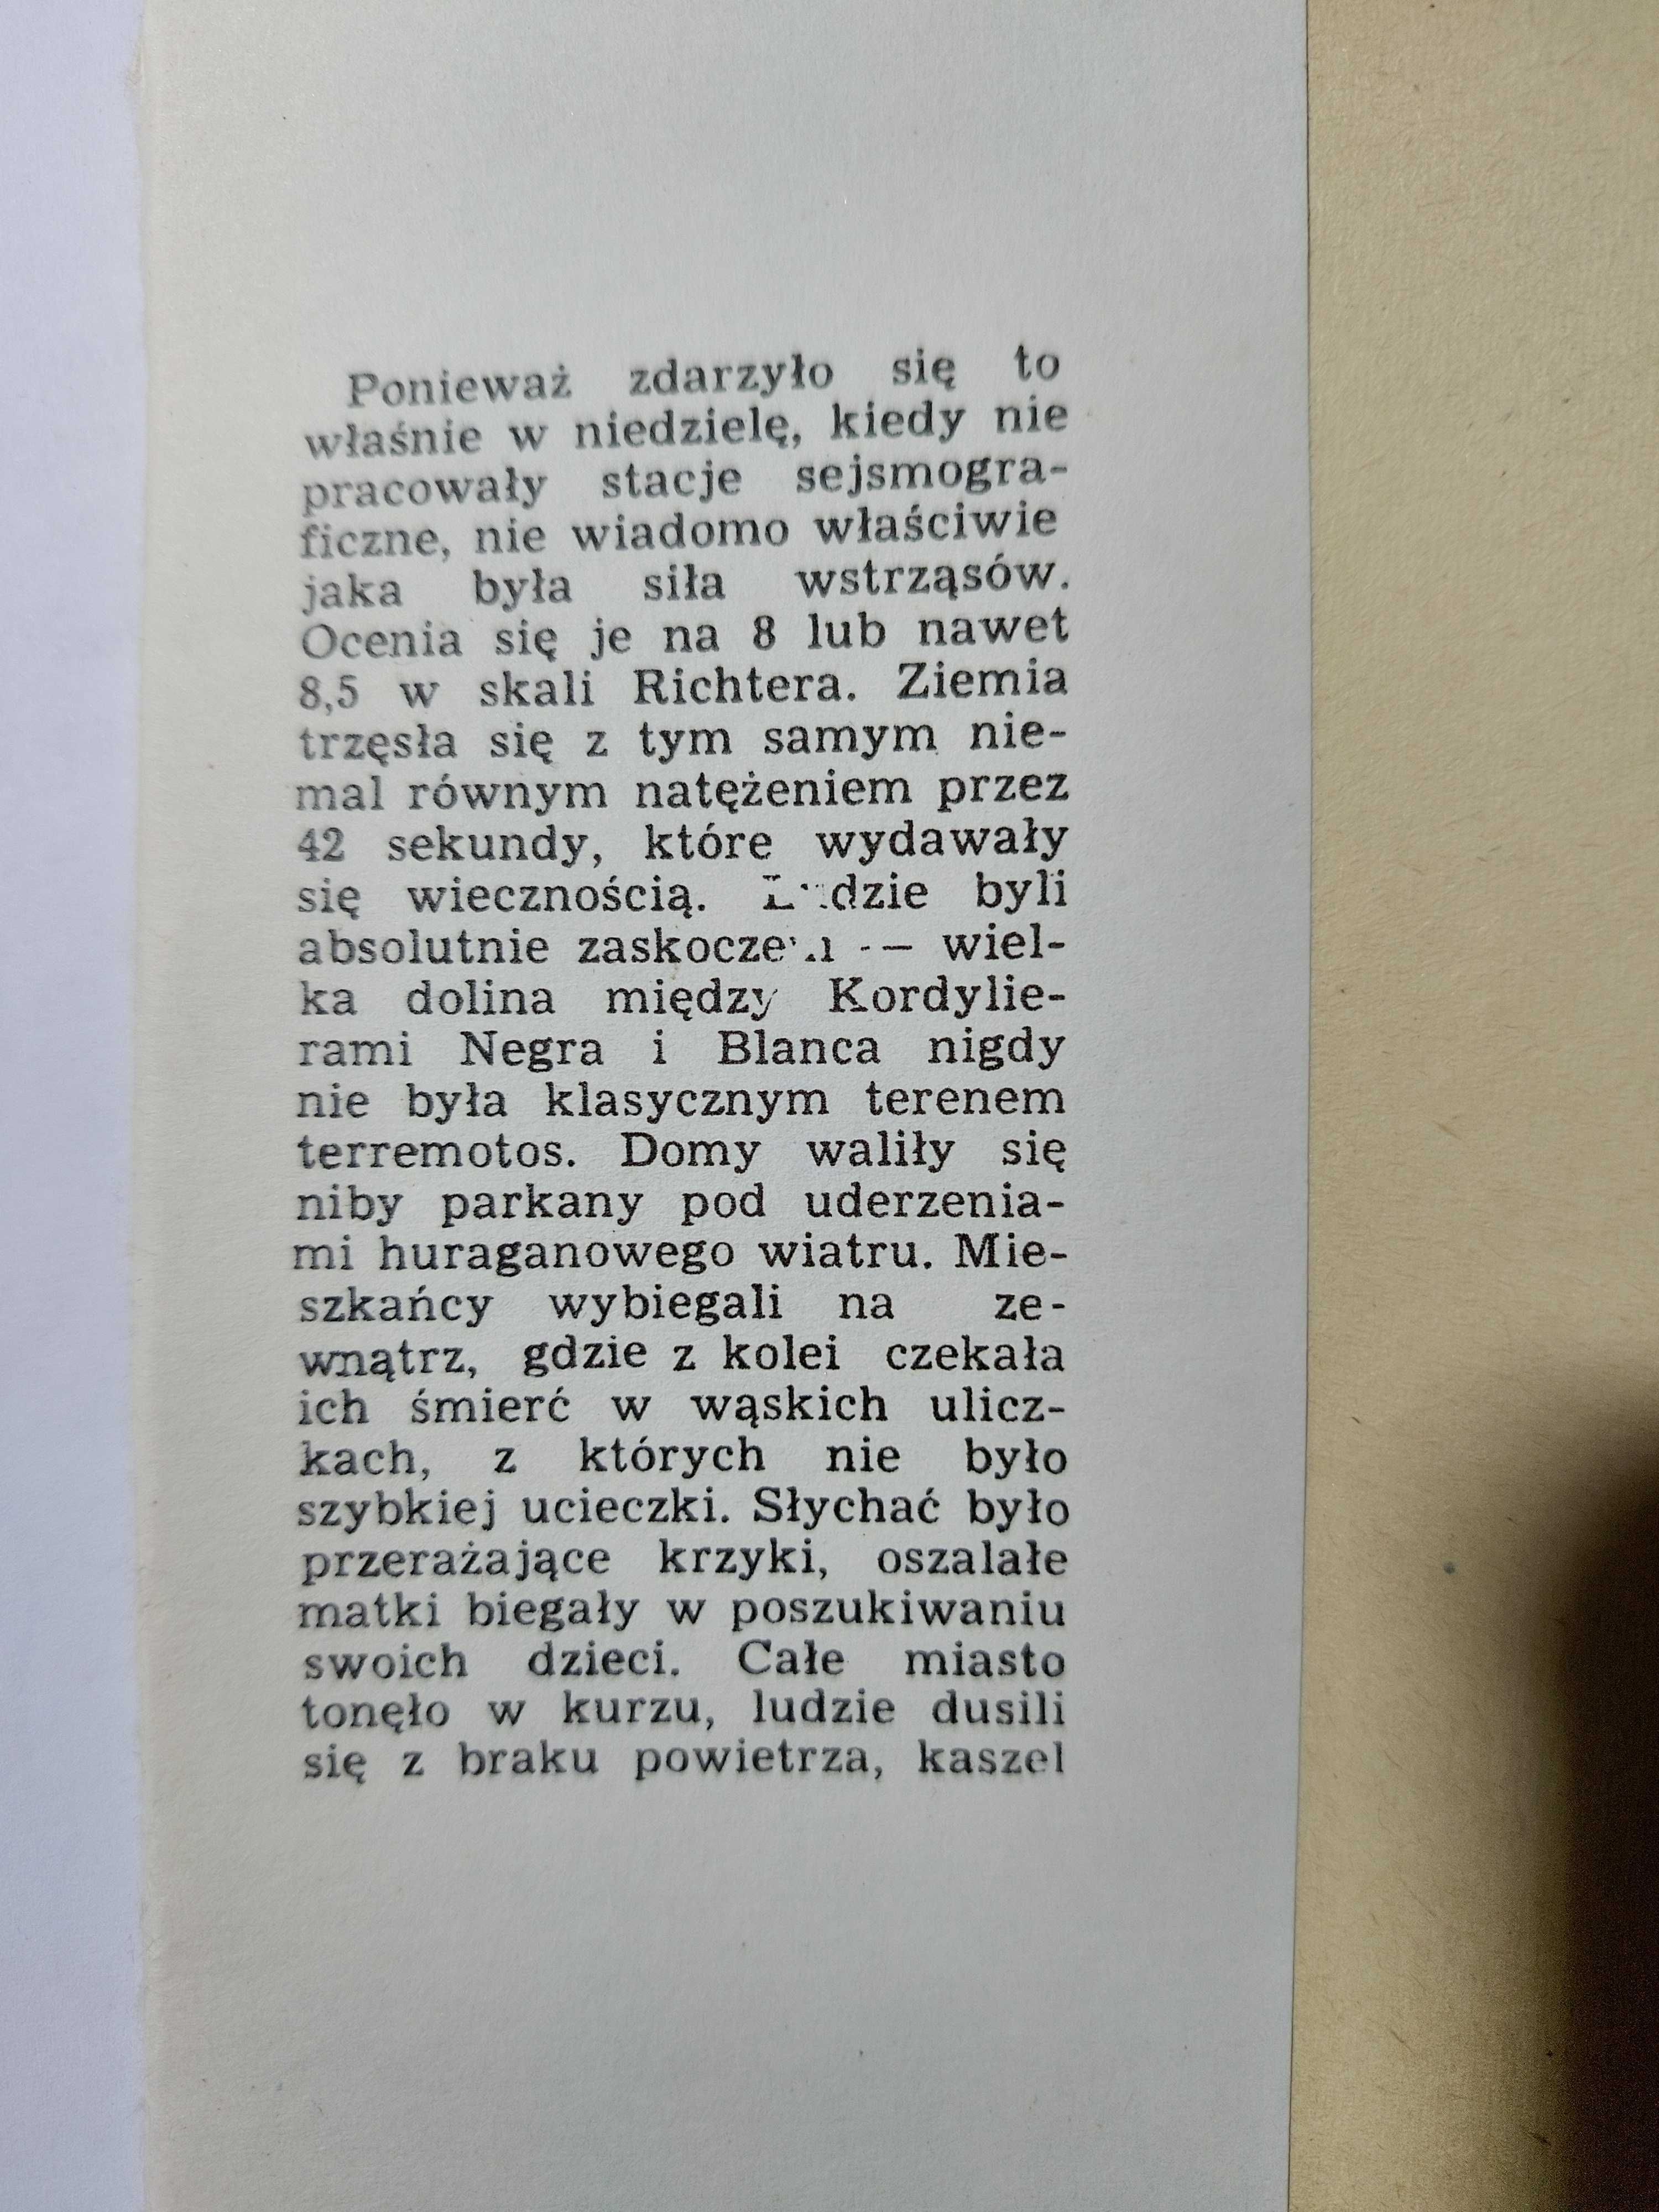 Ponieważ zdarzyło się to
właśnie w niedzielę, kiedy nie
pracowały stacje sejsmogra-
ficzne, nie wiadomo właściwie
jaka była siła wstrząsów.
Ocenia się je na 8 lub nawet
8,5 w skali Richtera. Ziemia
trzęsła się z tym samym nie-
mal równym natężeniem przez
42 sekundy, które wydawały
się wiecznością. Ludzie byli
absolutnie zaskoczeni — wiel-
ka dolina między Kordylie-
rami Negra i Blanca nigdy
nie była klasycznym terenem
terremotos. Domy waliły się
niby parkany pod uderzenia-
mi huraganowego wiatru. Mie-
szkańcy wybiegali na ze-
wnątrz, gdzie z kolei czekała
ich śmierć w wąskich ulicz-
kach, z których nie było
szybkiej ucieczki. Słychać było
przerażające krzyki, oszalałe
matki biegały w poszukiwaniu
swoich dzieci. Całe miasto
tonęło w kurzu, ludzie dusili
się z braku powietrza, kaszel